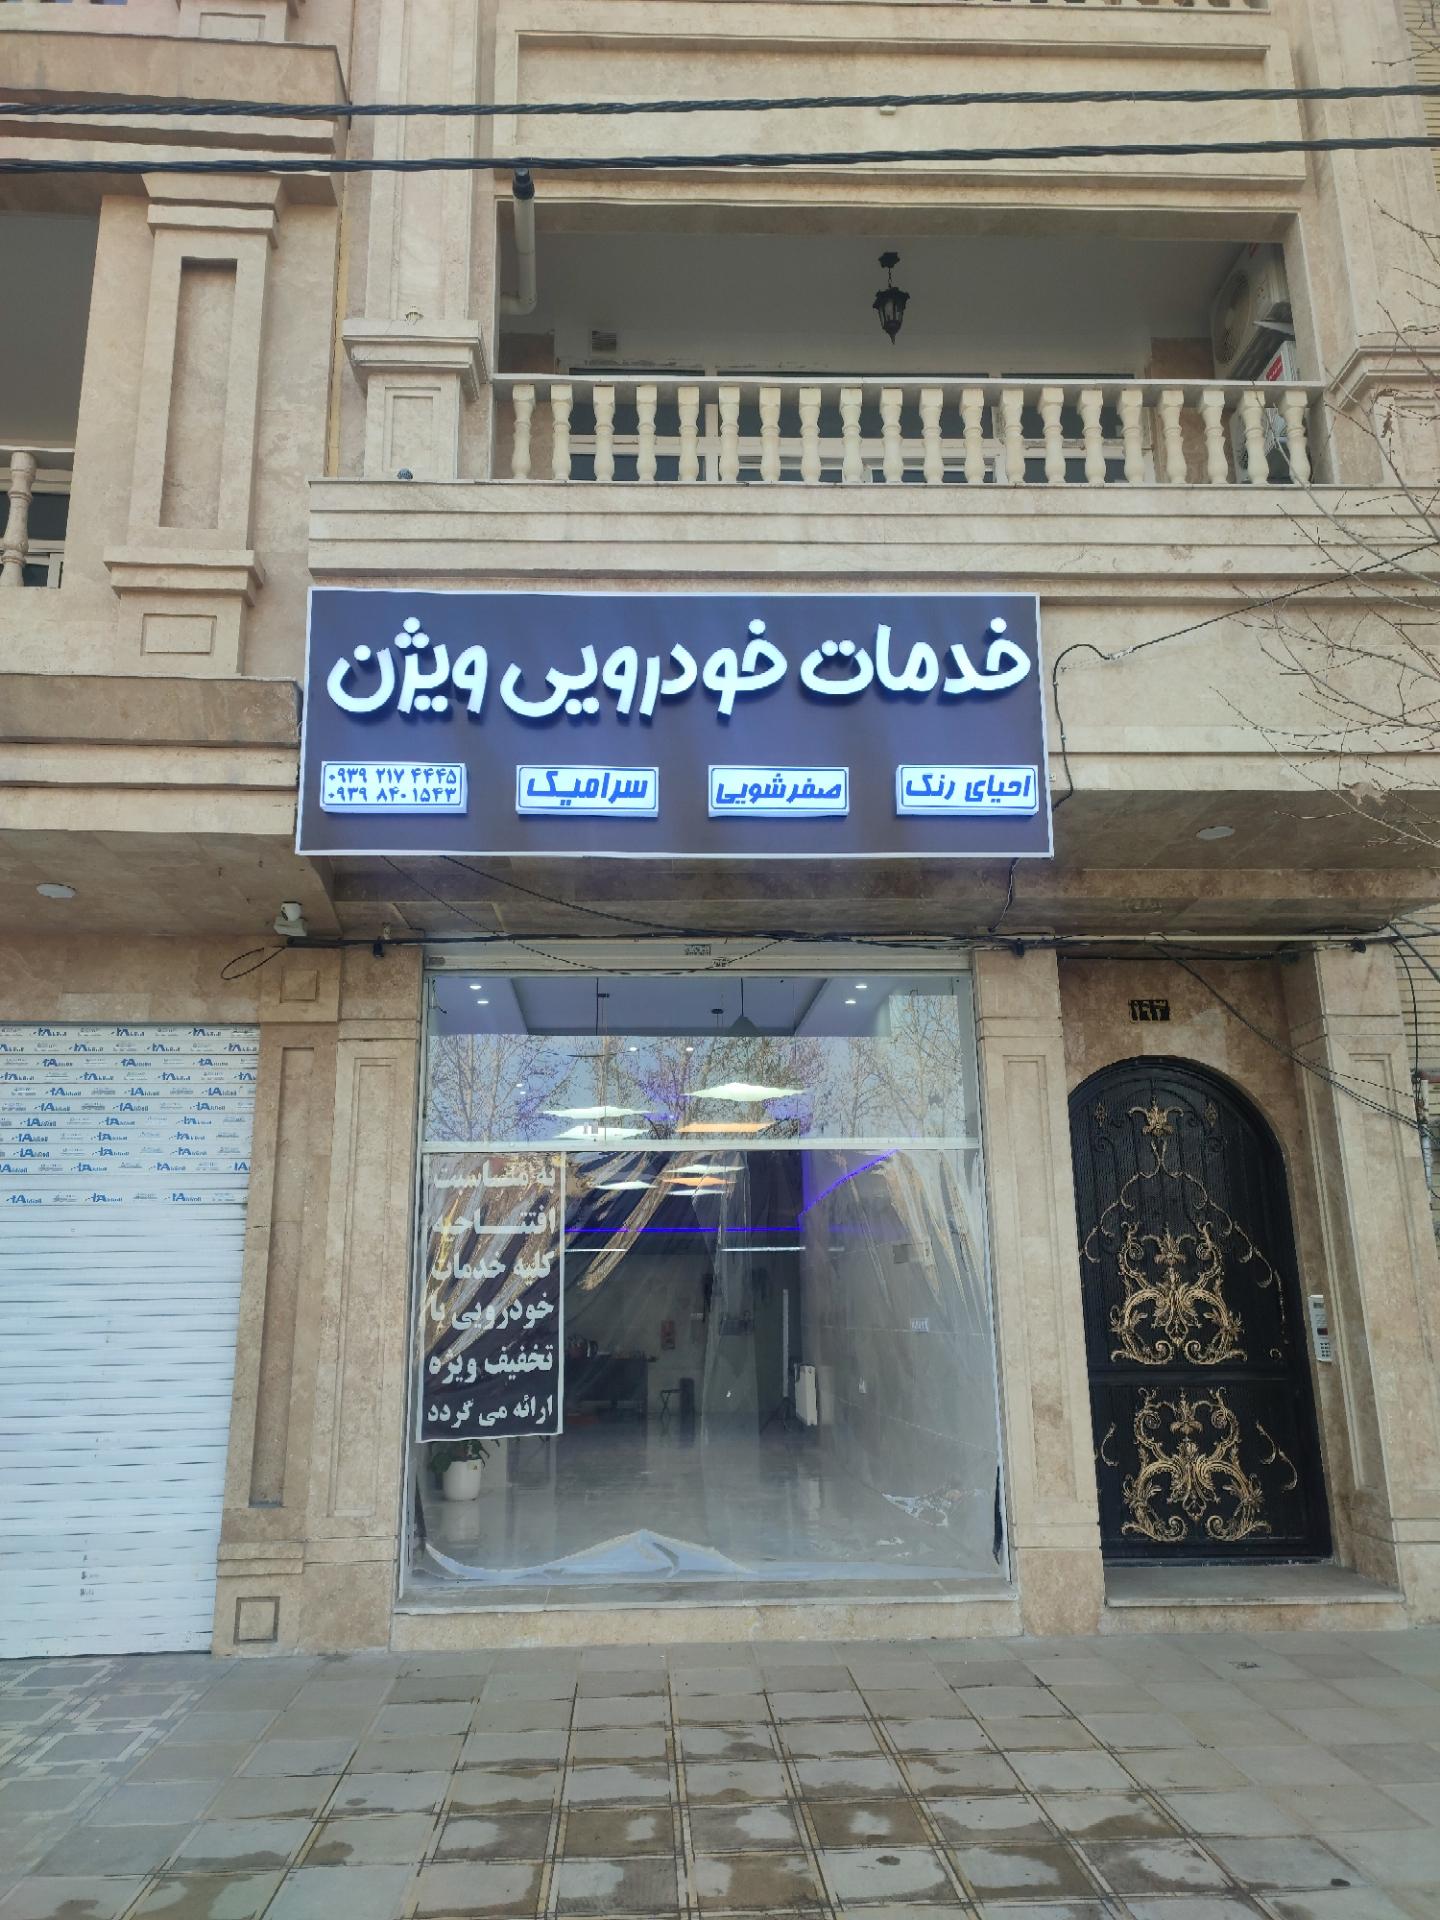 خدمات خودرویی ویژن
احیای رنگ
صفرشویی
سرامیک
۰۹۳۹ ۲۱۷ ۴۴۴۵
۰۹۳۹ ۸۴۰ ۱۵۴۳
به مناسبت
افتتاحیه
کلیه خدمات
خودرویی با
تخفیف ویژه
ارائه می گردد